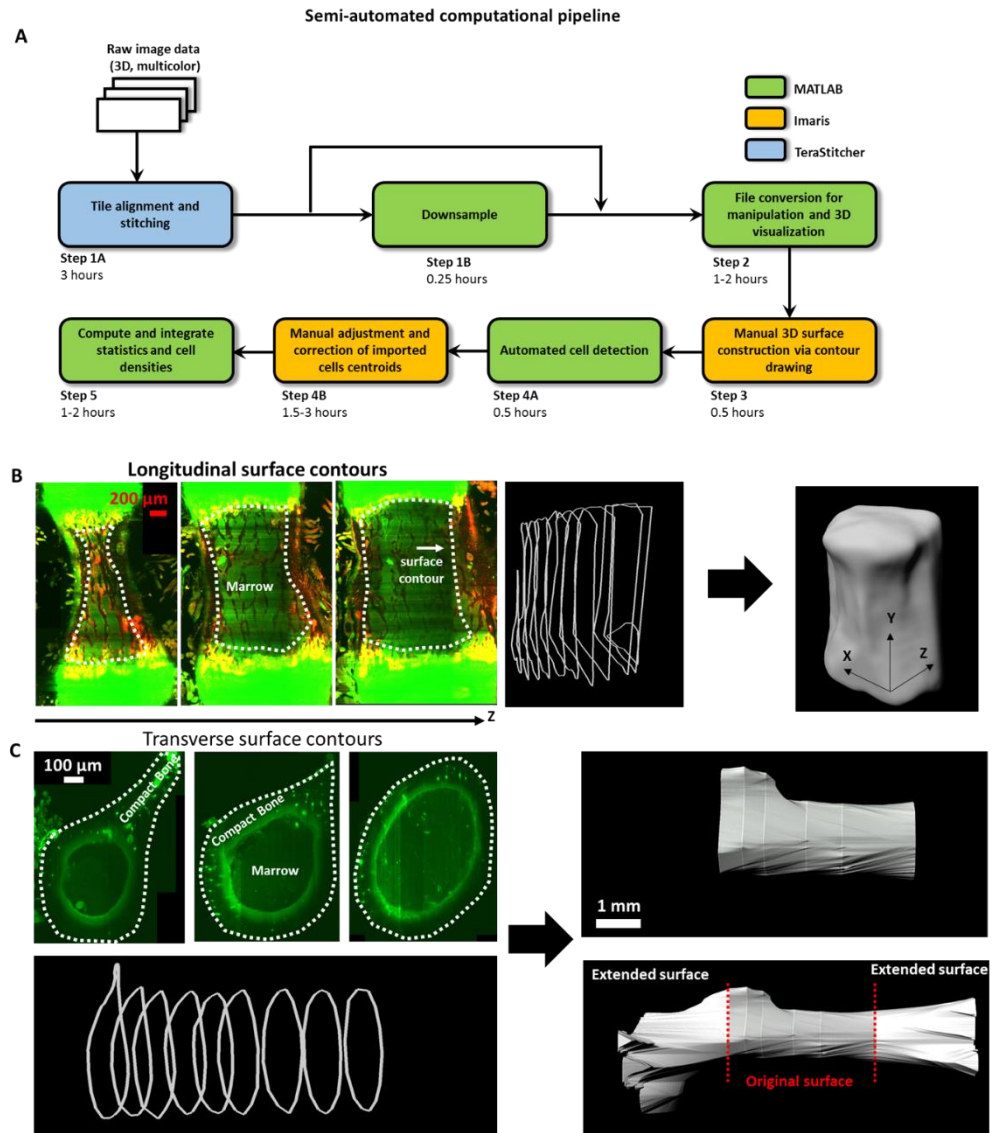 Semi-automated computational pipeline
A
Raw image data
(3D, multicolor)
MATLAB
Imaris
TeraStitcher
Tile alignment and
stitching
Step 1A
3 hours
Downsample
Step 1B
0.25 hours
File conversion for
manipulation and 3D
visualization
Step 2
1-2 hours
Compute and integrate
statistics and cell
densities
Step 5
1-2 hours
Manual adjustment and
correction of imported
cells centroids
Step 4B
1.5-3 hours
Automated cell detection
Step 4A
0.5 hours
Manual 3D surface
construction via contour
drawing
Step 3
0.5 hours
B
Longitudinal surface contours
200 μm
Marrow
surface
contour
Z
Y
X
Z
C
Transverse surface contours
100 μm
Compact Bone
Compact Bone
Marrow
1 mm
Extended surface
Extended surface
Original surface